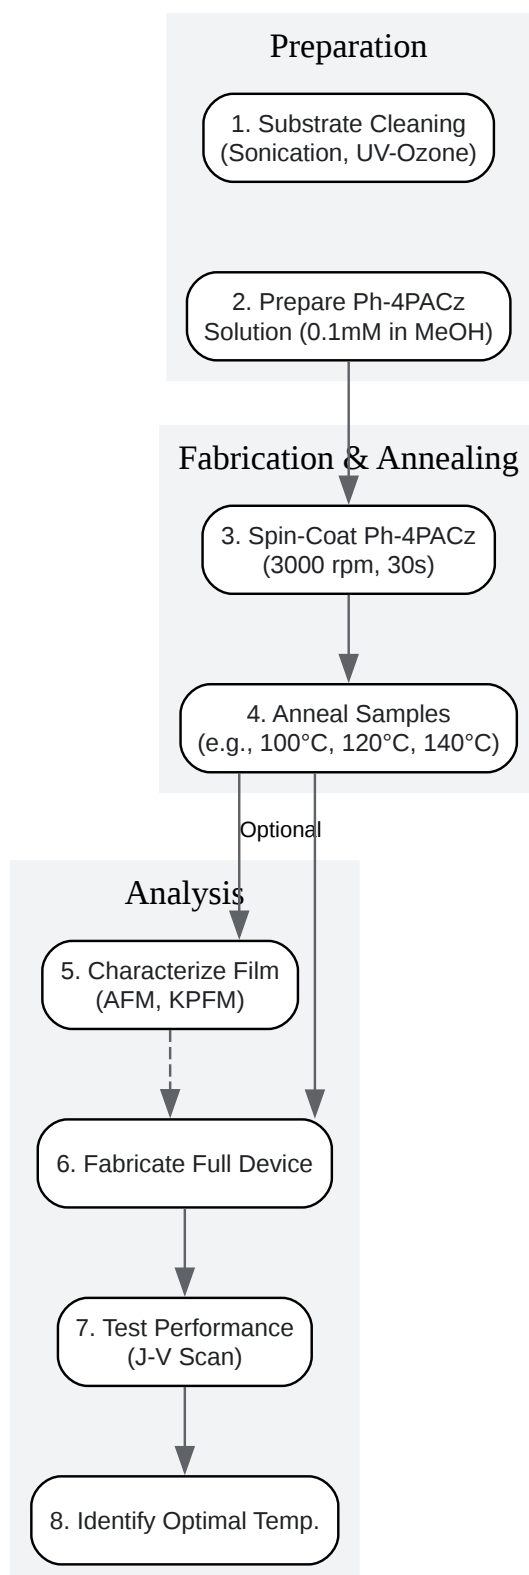 Preparation
1. Substrate Cleaning
(Sonication, UV-Ozone)
2. Prepare Ph-4PACz
Solution (0.1mM in MeOH)
Fabrication & Annealing
3. Spin-Coat Ph-4PACz
(3000 rpm, 30s)
4. Anneal Samples
(e.g., 100°C, 120°C, 140°C)
Optional
Analysis
5. Characterize Film
(AFM, KPFM)
6. Fabricate Full Device
7. Test Performance
(J-V Scan)
8. Identify Optimal Temp.